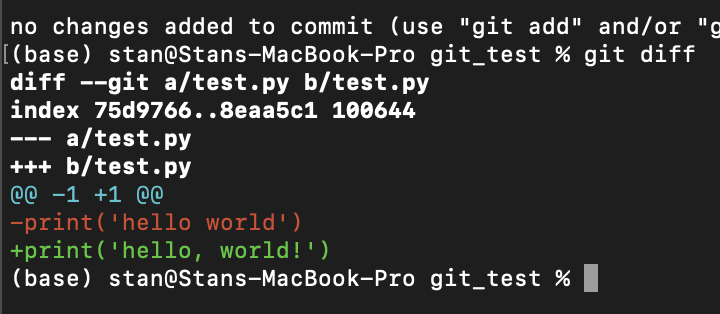 no changes added to commit (use "git add" and/or "g
(base) stan@Stans-MacBook-Pro git_test % git diff
diff --git a/test.py b/test.py
index 75d9766..8eaa5c1 100644
--- a/test.py
+++ b/test.py
@@ -1 +1 @@
-print('hello world')
+print('hello, world!')
(base) stan@Stans-MacBook-Pro git_test %